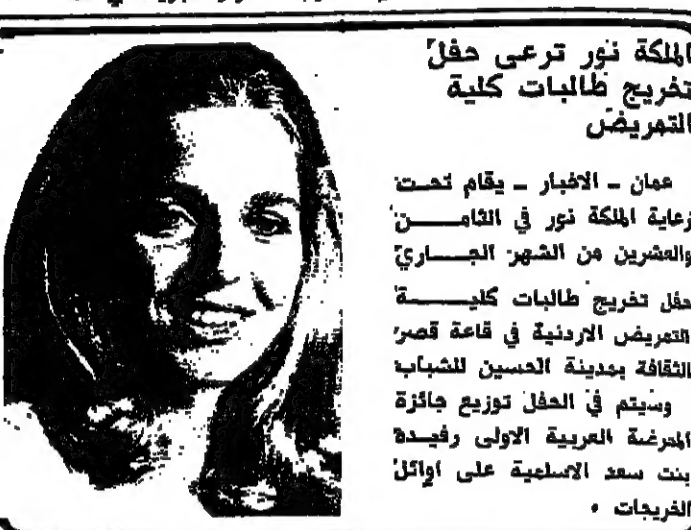 الملكة نور ترعى حفل
تخريج طالبات كلية
التمريض
عمان ـ الاخبار ـ يقام تحت
رعاية الملكة نور في الثامن
والعشرين من الشهر الجاري
حفل تخريج طالبات كلية
التمريض الاردنية في قاعة قصر
الثقافة بمدينة الحسين للشباب
وسيتم في الحفل توزيع جائزة
الممرضة العربية الاولى رفيدة
بنت سعد الاسلمية على اوائل
الخريجات .